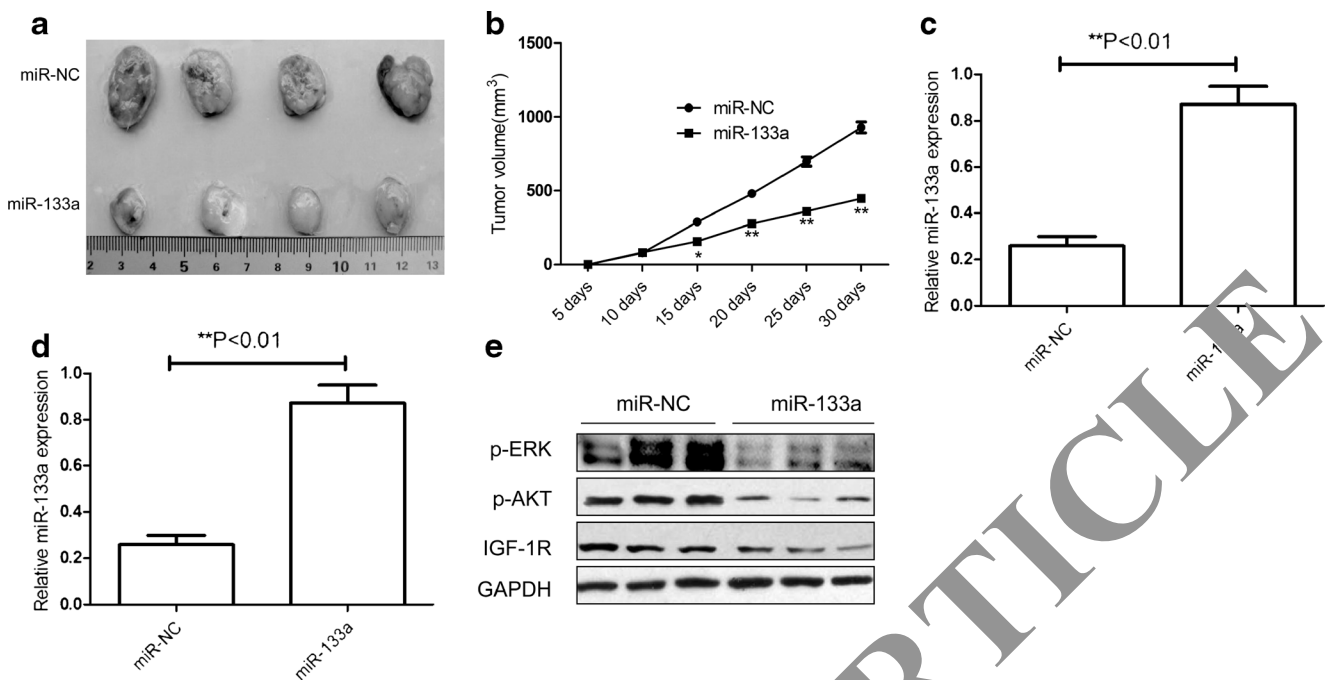 a
miR-NC
miR-133a
2 3 4 5 6 7 8 9 10 11 12 13
b
Tumor volume(mm3)
1500
1000
500
0
miR-NC
miR-133a
*
**
**
**
5 days
10 days
15 days
20 days
25 days
30 days
c
**P<0.01
Relative miR-133a expression
1.0
0.8
0.6
0.4
0.2
0.0
miR-NC
d
**P<0.01
Relative miR-133a expression
1.0
0.8
0.6
0.4
0.2
0.0
miR-NC
miR-133a
e
miR-NC miR-133a
p-ERK
p-AKT
IGF-1R
GAPDH
RTICLE